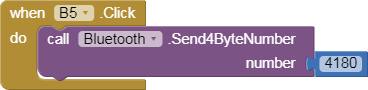 when B5 .Click
do call Bluetooth .Send4ByteNumber
number 4180